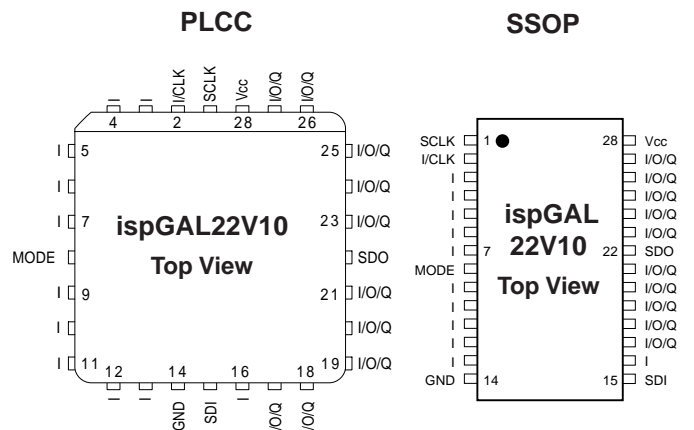 PLCC
I
I
I/CLK
SCLK
Vcc
I/O/Q
I/O/Q
4
2
28
26
I
5
25
I/O/Q
I
I/O/Q
I
7
23
I/O/Q
ispGAL22V10
MODE
Top View
SDO
I
9
21
I/O/Q
I
I/O/Q
I
11
19
I/O/Q
12
14
16
18
I
I
GND
SDI
I
I/O/Q
I/O/Q
SSOP
SCLK
1
28
Vcc
I/CLK
I/O/Q
I
I/O/Q
I
I/O/Q
I
I/O/Q
I
I/O/Q
ispGAL
22V10
Top View
I
7
22
SDO
MODE
I/O/Q
I
I/O/Q
I
I/O/Q
I
I/O/Q
I
I/O/Q
I
I
GND
14
15
SDI